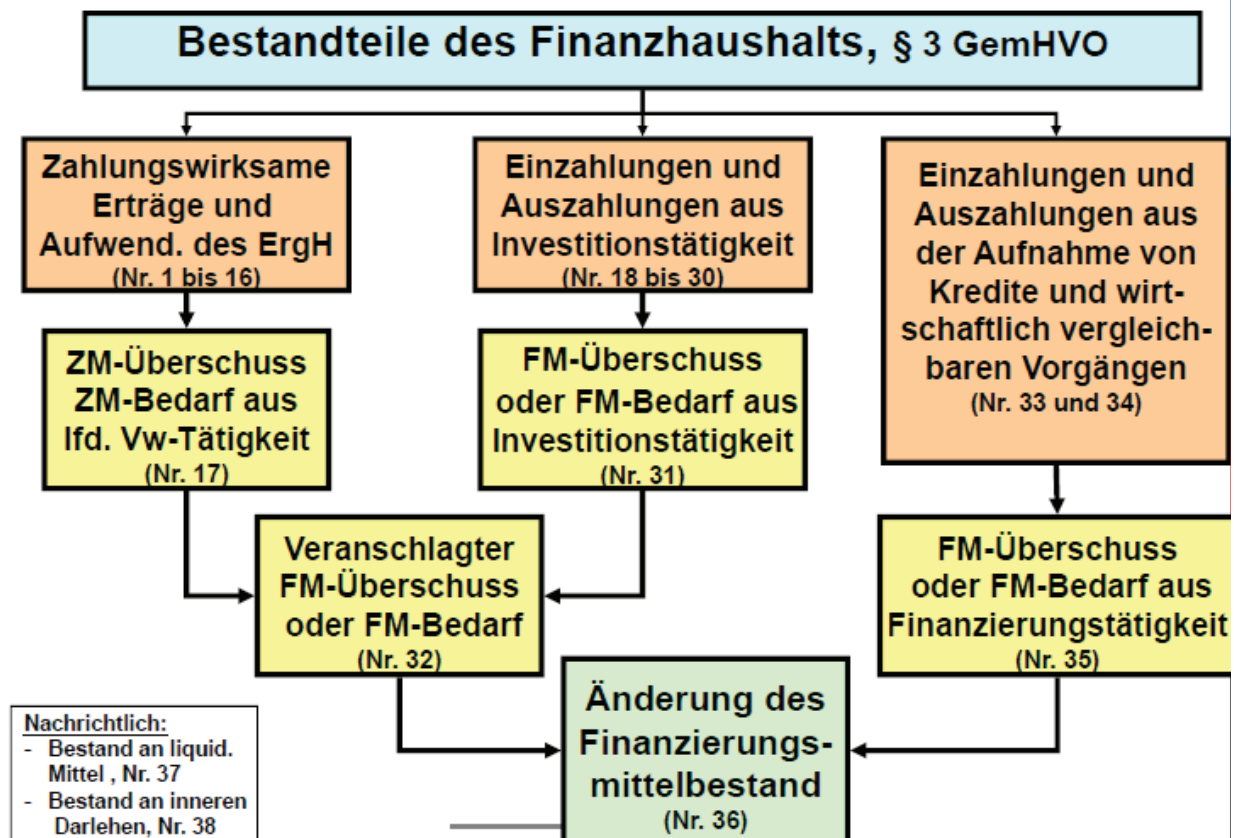 Bestandteile des Finanzhaushalts, § 3 GemHVO
Zahlungswirksame
Erträge und
Aufwend. des ErgH
(Nr. 1 bis 16)
Einzahlungen und
Auszahlungen aus
Investitionstätigkeit
(Nr. 18 bis 30)
Einzahlungen und
Auszahlungen aus
der Aufnahme von
Kredite und wirt-
schaftlich vergleich-
baren Vorgängen
(Nr. 33 und 34)
ZM-Überschuss
ZM-Bedarf aus
lfd. Vw-Tätigkeit
(Nr. 17)
FM-Überschuss
oder FM-Bedarf aus
Investitionstätigkeit
(Nr. 31)
Veranschlagter
FM-Überschuss
oder FM-Bedarf
(Nr. 32)
FM-Überschuss
oder FM-Bedarf aus
Finanzierungstätigkeit
(Nr. 35)
Änderung des
Finanzierungs-
mittelbestand
(Nr. 36)
Nachrichtlich:
- Bestand an liquid.
Mittel , Nr. 37
- Bestand an inneren
Darlehen, Nr. 38